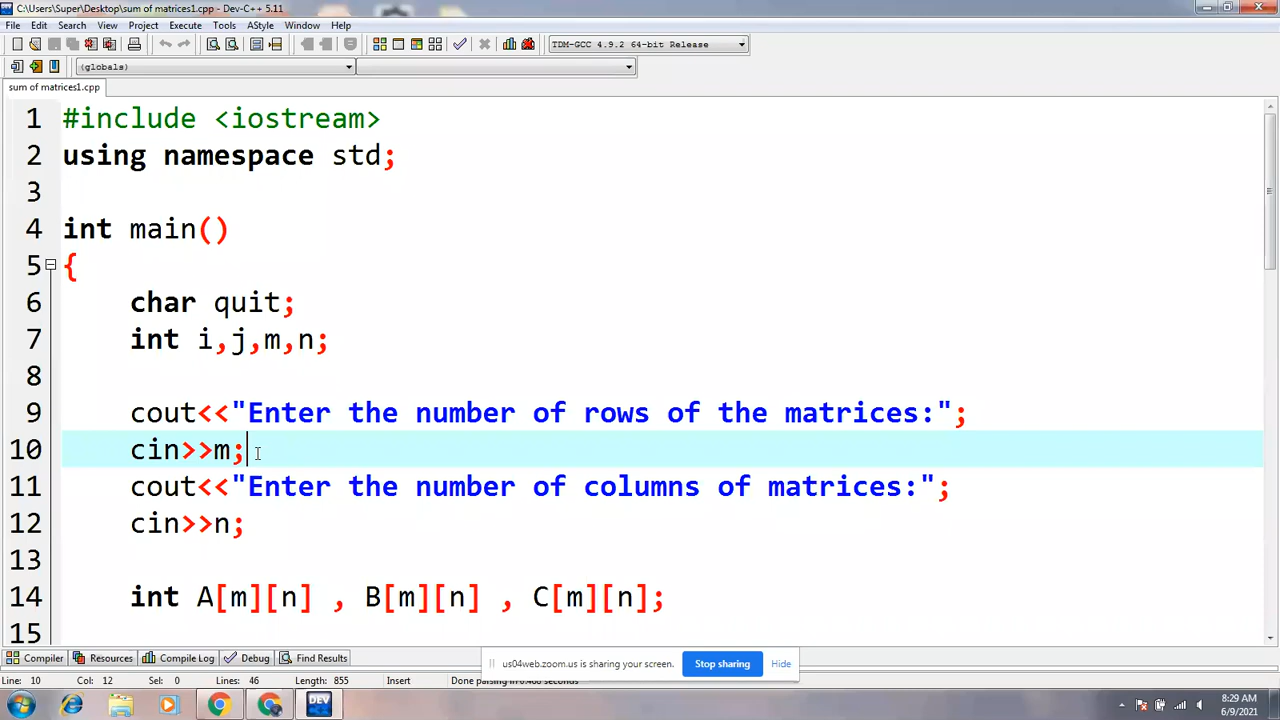 C:\Users\Super\Desktop\sum of matrices1.cpp - Dev-C++ 5.11
File Edit Search View Project Execute Tools AStyle Window Help
TDM-GCC 4.9.2 64-bit Release
(globals)
sum of matrices1.cpp
1 #include <iostream>
2 using namespace std;
3
4 int main()
5 {
6 char quit;
7 int i,j,m,n;
8
9 cout<<"Enter the number of rows of the matrices:";
10 cin>>m;
11 cout<<"Enter the number of columns of matrices:";
12 cin>>n;
13
14 int A[m][n] , B[m][n] , C[m][n];
15
Compiler Resources Compile Log Debug Find Results
us04web.zoom.us is sharing your screen. Stop sharing Hide
Line: 10 Col: 12 Sel: 0 Lines: 46 Length: 855 Insert Done parsing in seconds
DEV
8:29 AM
6/9/2021